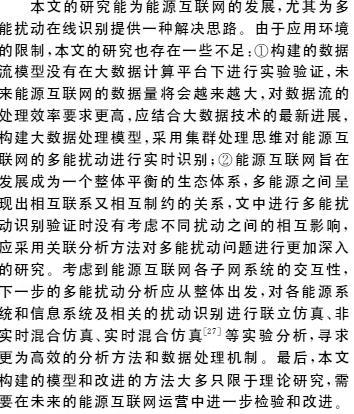 本文的研究能为能源互联网的发展,尤其为多
能扰动在线识别提供一种解决思路。由于应用环境
的限制,本文的研究也存在一些不足:①构建的数据
流模型没有在大数据计算平台下进行实验验证,未
来能源互联网的数据量将会越来越大,对数据流的
处理效率要求更高,应结合大数据技术的最新进展,
构建大数据处理模型,采用集群处理思维对能源互
联网的多能扰动进行实时识别;②能源互联网旨在
发展成为一个整体平衡的生态体系,多能源之间呈
现出相互联系又相互制约的关系,文中进行多能扰
动识别验证时没有考虑不同扰动之间的相互影响,
应采用关联分析方法对多能扰动问题进行更加深入
的研究。考虑到能源互联网各子网系统的交互性,
下一步的多能扰动分析应从整体出发,对各能源系
统和信息系统及相关的扰动识别进行联立仿真、非
实时混合仿真、实时混合仿真[27]等实验分析,寻求
更为高效的分析方法和数据处理机制。最后,本文
构建的模型和改进的方法大多只限于理论研究,需
要在未来的能源互联网运营中进一步检验和改进。